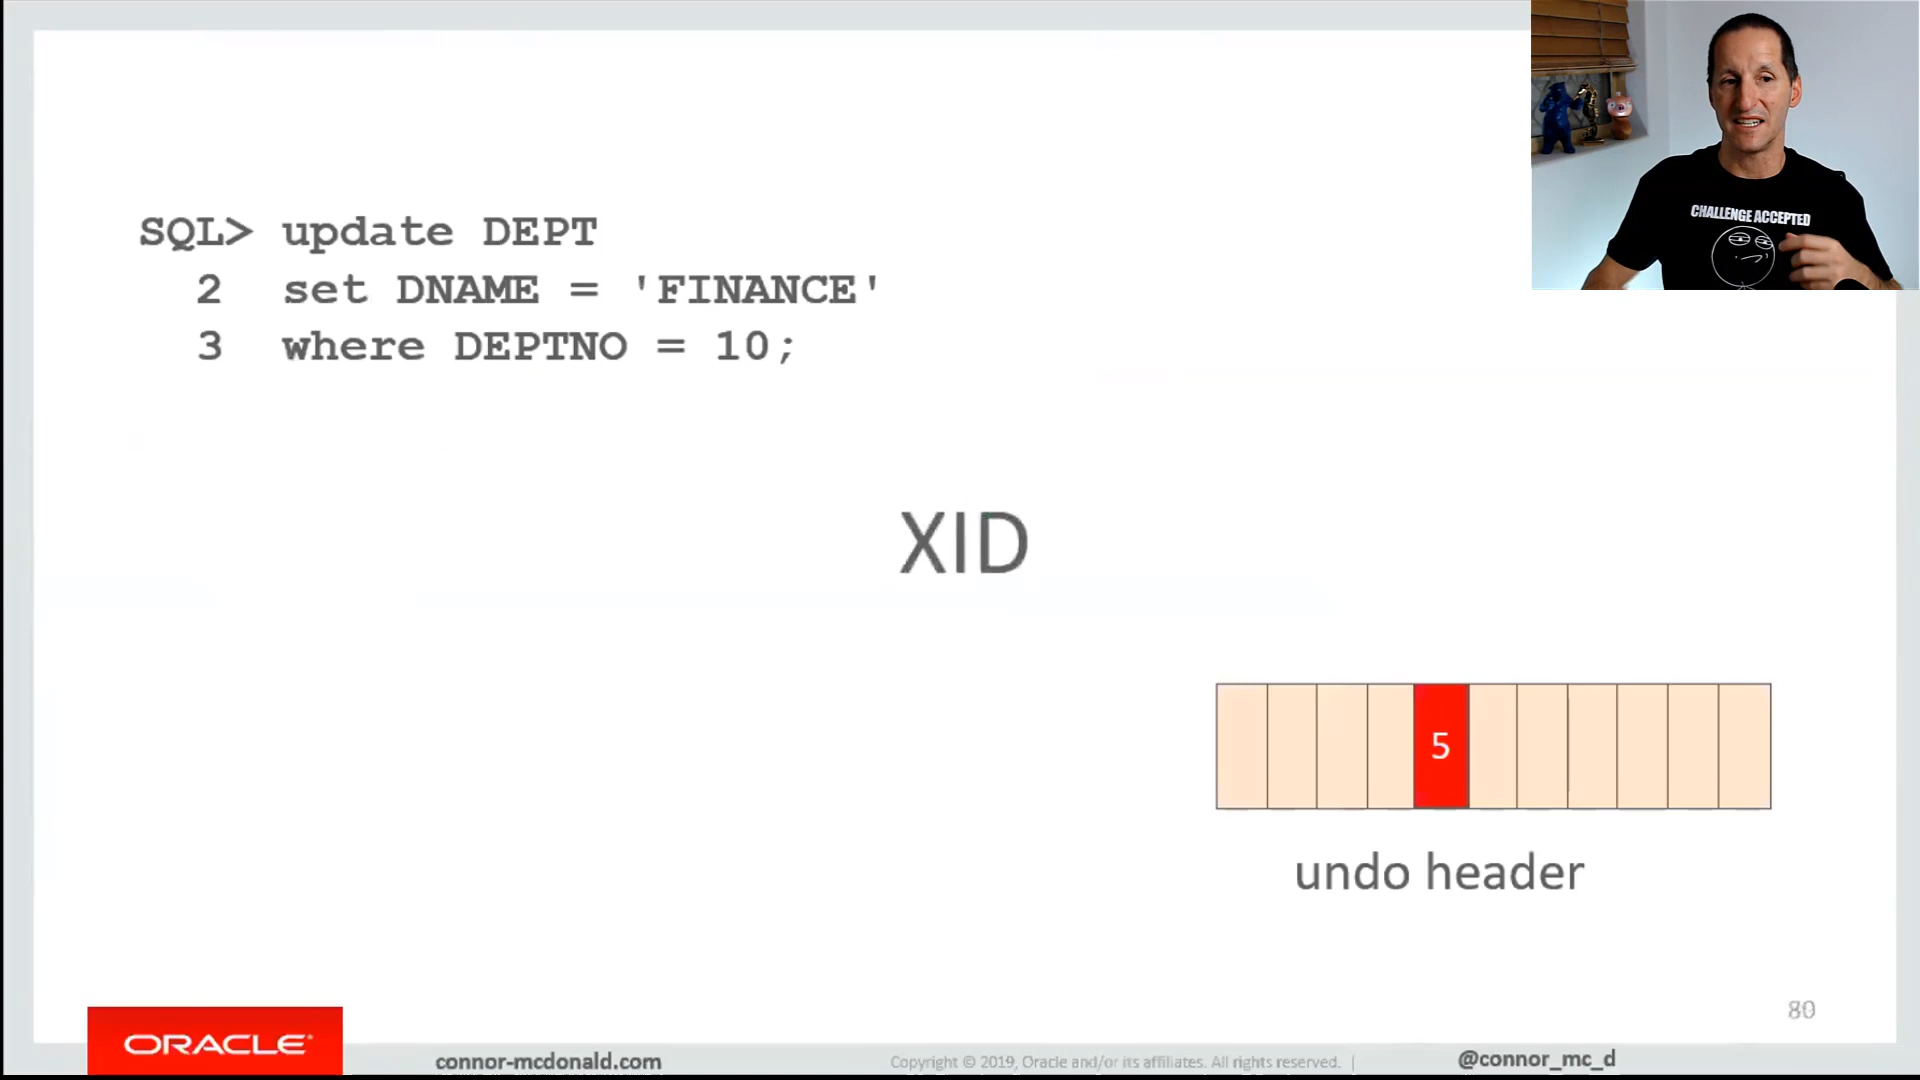 CHALLENGE ACCEPTED
SQL> update DEPT
2 set DNAME = 'FINANCE'
3 where DEPTNO = 10;
XID
5
undo header
80
ORACLE
connor-mcdonald.com
Copyright © 2019, Oracle and/or its affiliates. All rights reserved. |
@connor_mc_d